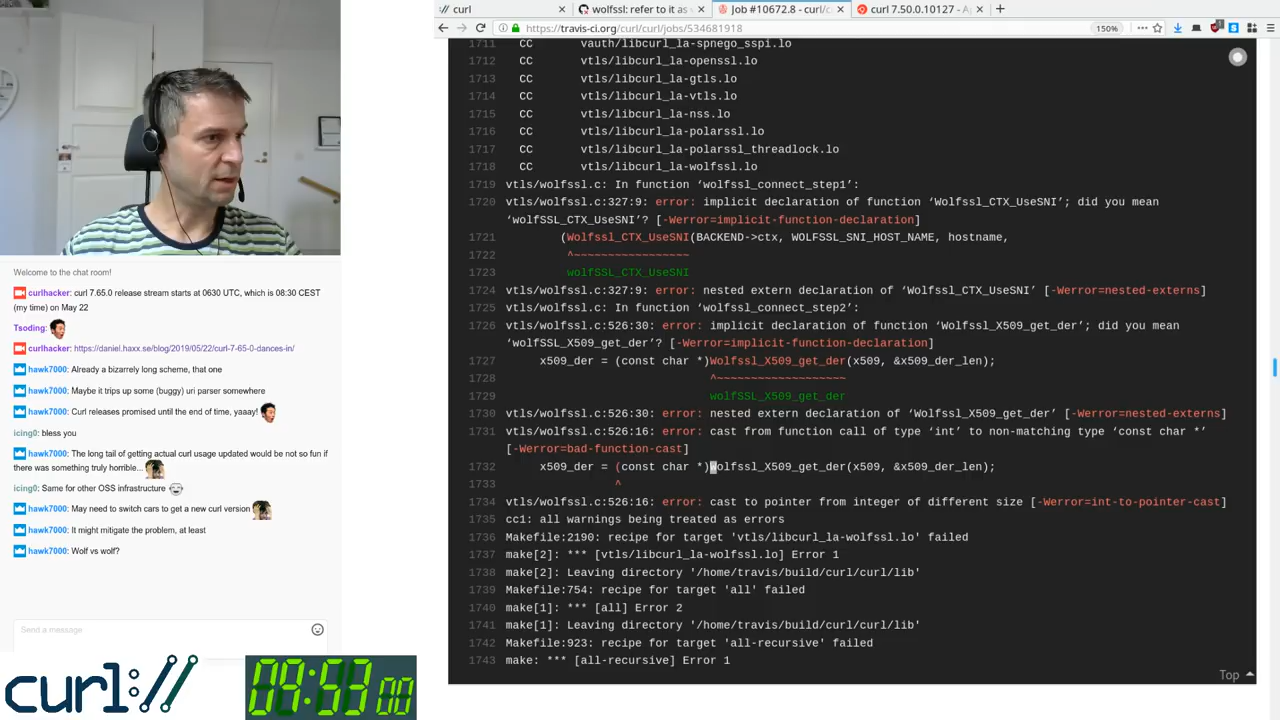 curl
wolfssl: refer to it as
Job #10672.8 - curl/c
curl 7.50.0.10127 - A
https://travis-ci.org/curl/curl/jobs/534681918
150%
1711 CC vauth/libcurl_la-spnego_sspi.lo
1712 CC vtls/libcurl_la-openssl.lo
1713 CC vtls/libcurl_la-gtls.lo
1714 CC vtls/libcurl_la-vtls.lo
1715 CC vtls/libcurl_la-nss.lo
1716 CC vtls/libcurl_la-polarssl.lo
1717 CC vtls/libcurl_la-polarssl_threadlock.lo
1718 CC vtls/libcurl_la-wolfssl.lo
1719 vtls/wolfssl.c: In function ‘wolfssl_connect_step1’:
1720 vtls/wolfssl.c:327:9: error: implicit declaration of function ‘Wolfssl_CTX_UseSNI’; did you mean
‘wolfSSL_CTX_UseSNI’? [-Werror=implicit-function-declaration]
1721 (Wolfssl_CTX_UseSNI(BACKEND->ctx, WOLFSSL_SNI_HOST_NAME, hostname,
1722 ^~~~~~~~~~~~~~~~~~
1723 wolfSSL_CTX_UseSNI
1724 vtls/wolfssl.c:327:9: error: nested extern declaration of ‘Wolfssl_CTX_UseSNI’ [-Werror=nested-externs]
1725 vtls/wolfssl.c: In function ‘wolfssl_connect_step2’:
1726 vtls/wolfssl.c:526:30: error: implicit declaration of function ‘Wolfssl_X509_get_der’; did you mean
‘wolfSSL_X509_get_der’? [-Werror=implicit-function-declaration]
1727 x509_der = (const char *)Wolfssl_X509_get_der(x509, &x509_der_len);
1728 ^~~~~~~~~~~~~~~~~~~~
1729 wolfSSL_X509_get_der
1730 vtls/wolfssl.c:526:30: error: nested extern declaration of ‘Wolfssl_X509_get_der’ [-Werror=nested-externs]
1731 vtls/wolfssl.c:526:16: error: cast from function call of type ‘int’ to non-matching type ‘const char *’
[-Werror=bad-function-cast]
1732 x509_der = (const char *)Wolfssl_X509_get_der(x509, &x509_der_len);
1733 ^
1734 vtls/wolfssl.c:526:16: error: cast to pointer from integer of different size [-Werror=int-to-pointer-cast]
1735 cc1: all warnings being treated as errors
1736 Makefile:2190: recipe for target 'vtls/libcurl_la-wolfssl.lo' failed
1737 make[2]: *** [vtls/libcurl_la-wolfssl.lo] Error 1
1738 make[2]: Leaving directory '/home/travis/build/curl/curl/lib'
1739 Makefile:754: recipe for target 'all' failed
1740 make[1]: *** [all] Error 2
1741 make[1]: Leaving directory '/home/travis/build/curl/curl/lib'
1742 Makefile:923: recipe for target 'all-recursive' failed
1743 make: *** [all-recursive] Error 1
Top
Welcome to the chat room!
curlhacker: curl 7.65.0 release stream starts at 0630 UTC, which is 08:30 CEST
(my time) on May 22
Tsoding:
curlhacker: https://daniel.haxx.se/blog/2019/05/22/curl-7-65-0-dances-in/
hawk7000: Already a bizarrely long scheme, that one
hawk7000: Maybe it trips up some (buggy) uri parser somewhere
hawk7000: Curl releases promised until the end of time, yaaay!
icing0: bless you
hawk7000: The long tail of getting actual curl usage updated would be not so fun if
there was something truly horrible...
icing0: Same for other OSS infrastructure
hawk7000: May need to switch cars to get a new curl version
hawk7000: It might mitigate the problem, at least
hawk7000: Wolf vs wolf?
Send a message
curl://